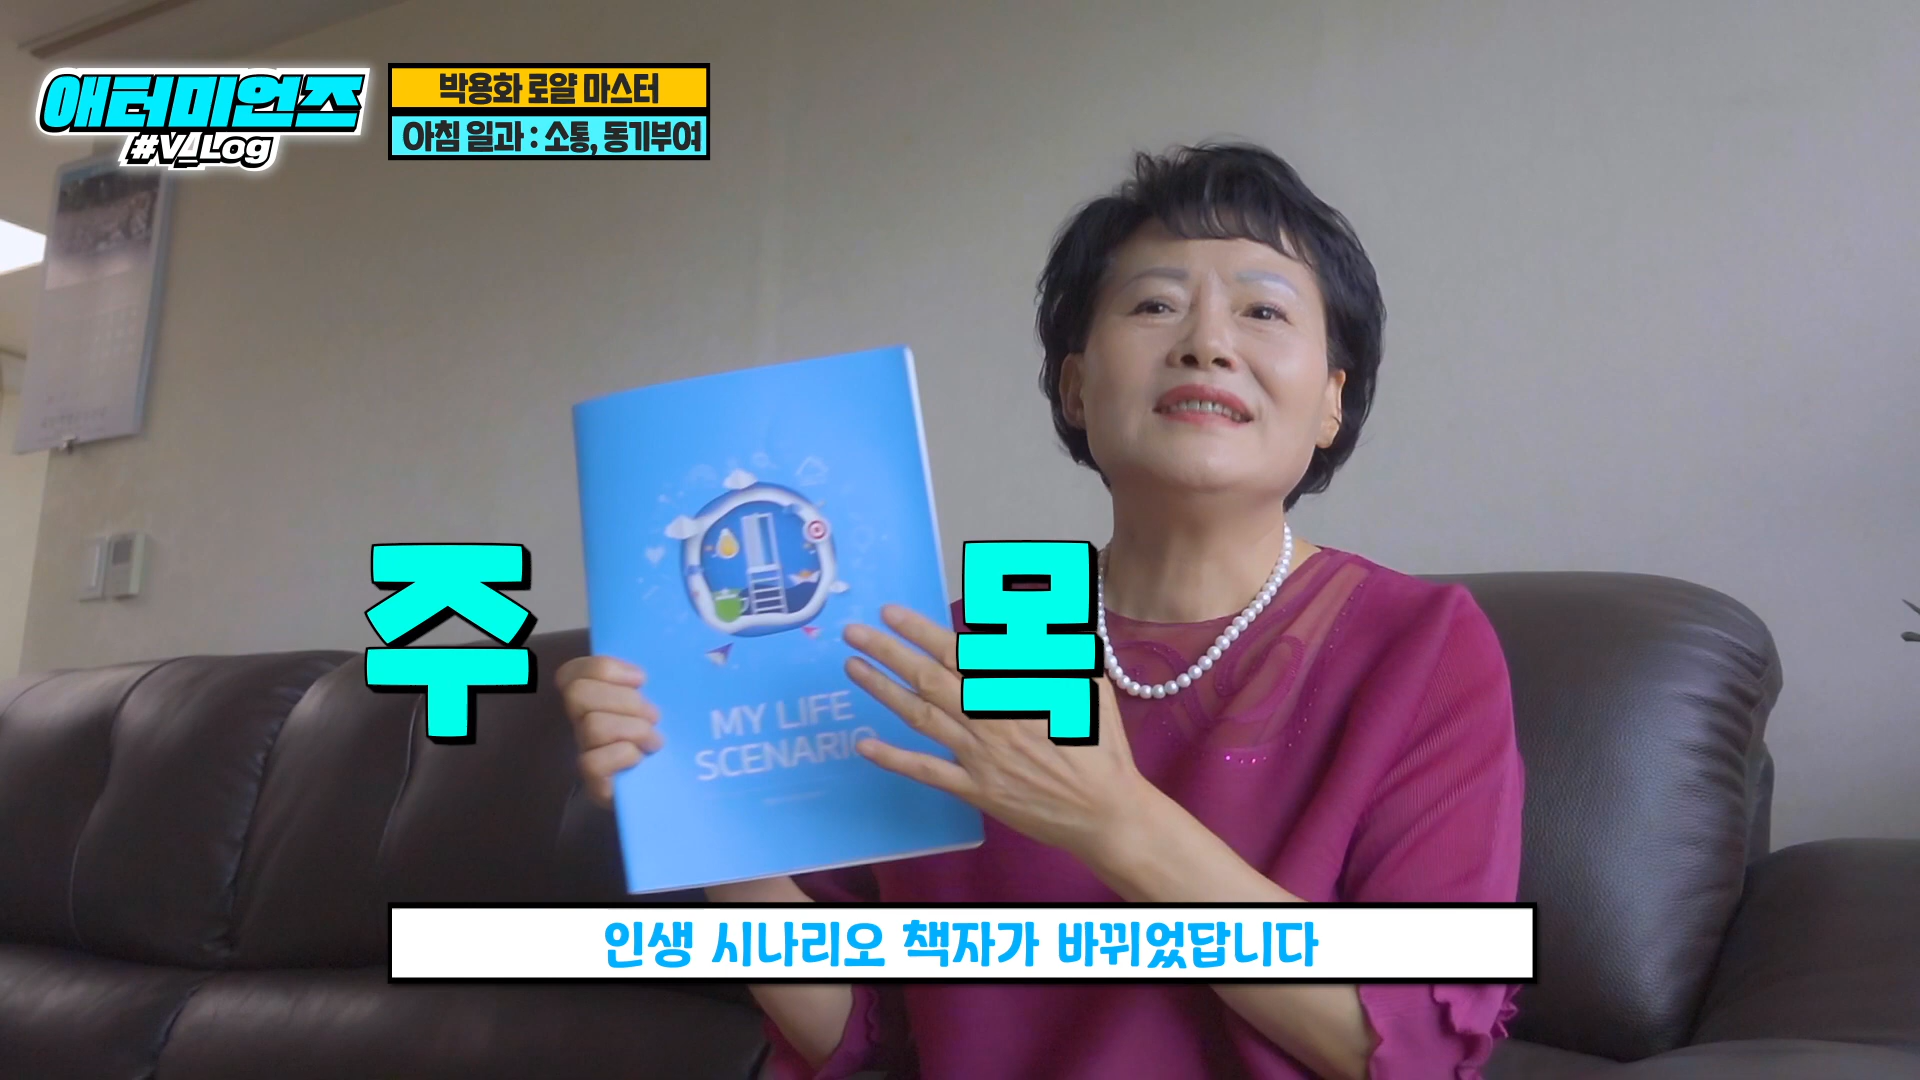 애터미언즈
#V_Log
박용화 로얄 마스터
아침 일과 : 소통, 동기부여
주목
MY LIFE
SCENARIO
인생 시나리오 책자가 바뀌었답니다